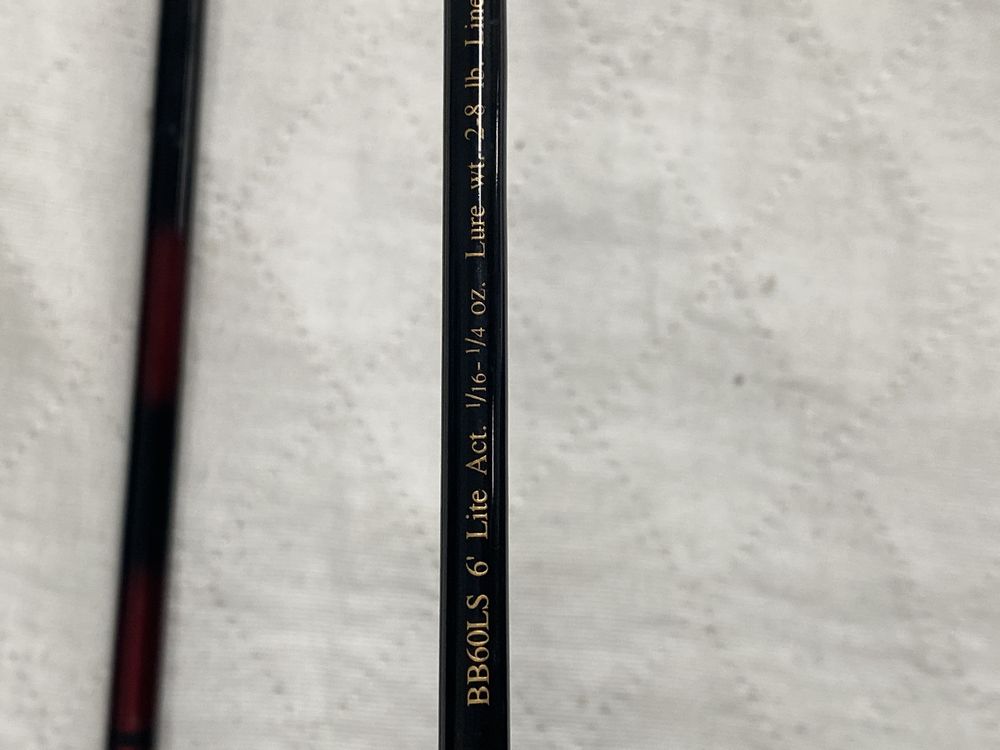 BB60LS 6' Lite Act. 1/16-1/4 oz. Lure wt. 2-8 lb. Line